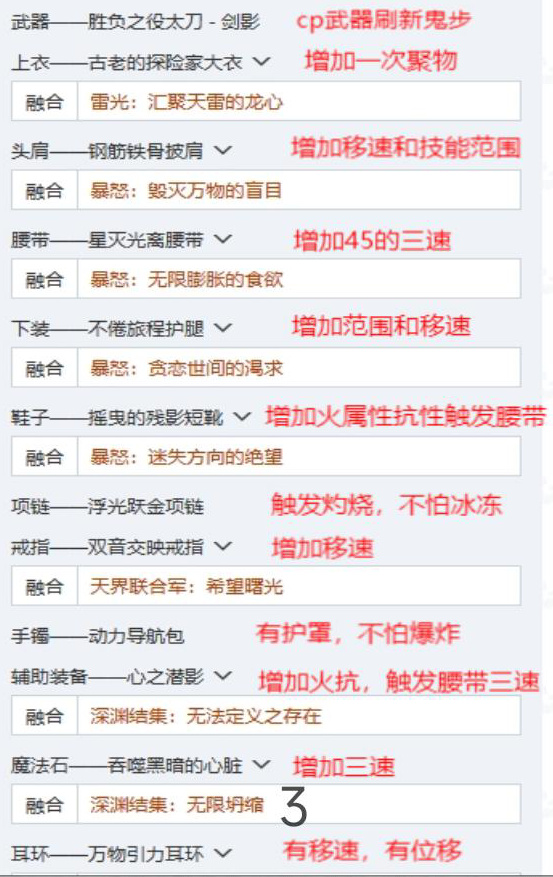 武器——胜负之役太刀 - 剑影 cp武器刷新鬼步
上衣——古老的探险家大衣 增加一次聚物
融合 雷光：汇聚天雷的龙心
头肩——钢筋铁骨披肩 增加移速和技能范围
融合 暴怒：毁灭万物的盲目
腰带——星灭光离腰带 增加45的三速
融合 暴怒：无限膨胀的食欲
下装——不倦旅程护腿 增加范围和移速
融合 暴怒：贪恋世间的渴求
鞋子——摇曳的残影短靴 增加火属性抗性触发腰带
融合 暴怒：迷失方向的绝望
项链——浮光跃金项链 触发灼烧，不怕冰冻
戒指——双音交映戒指 增加移速
融合 天界联合军：希望曙光
手镯——动力导航包 有护罩，不怕爆炸
辅助装备——心之潜影 增加火抗，触发腰带三速
融合 深渊结集：无法定义之存在
魔法石——吞噬黑暗的心脏 增加三速
融合 深渊结集：无限坍缩 3
耳环——万物引力耳环 有移速，有位移